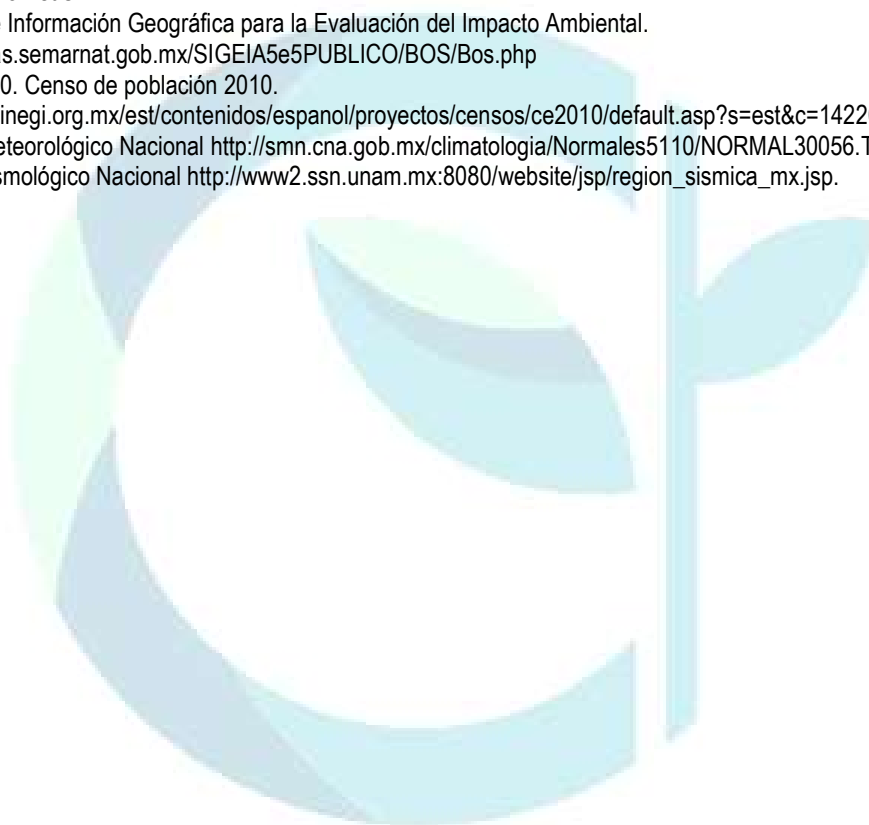 e Información Geográfica para la Evaluación del Impacto Ambiental.
as.semarnat.gob.mx/SIGEIA5e5PUBLICO/BOS/Bos.php
0. Censo de población 2010.
inegi.org.mx/est/contenidos/espanol/proyectos/censos/ce2010/default.asp?s=est&c=1422
eteorológico Nacional http://smn.cna.gob.mx/climatologia/Normales5110/NORMAL30056.T
smológico Nacional http://www2.ssn.unam.mx:8080/website/jsp/region_sismica_mx.jsp.